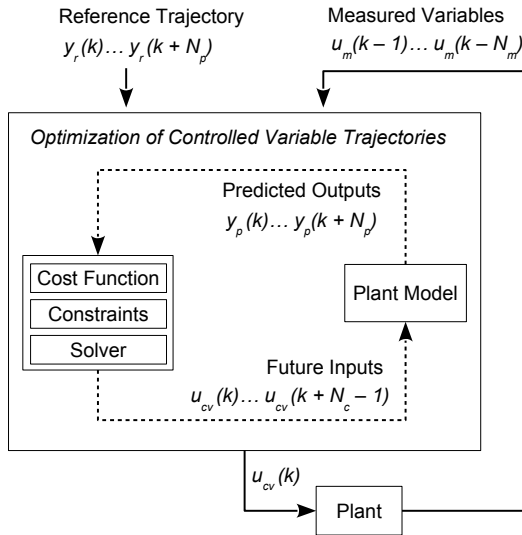 Reference Trajectory
y_r(k)… y_r(k + N_p)
Measured Variables
u_m(k – 1)… u_m(k – N_m)
Optimization of Controlled Variable Trajectories
Predicted Outputs
y_p(k)… y_p(k + N_p)
Cost Function
Constraints
Solver
Plant Model
Future Inputs
u_cv(k)… u_cv(k + N_c – 1)
u_cv(k)
Plant